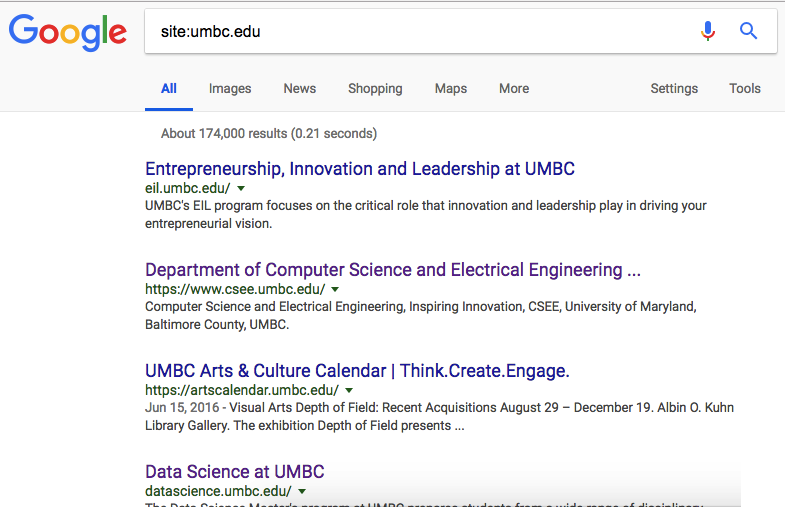 Google
site:umbc.edu
All Images News Shopping Maps More Settings Tools
About 174,000 results (0.21 seconds)
Entrepreneurship, Innovation and Leadership at UMBC
eil.umbc.edu/
UMBC's EIL program focuses on the critical role that innovation and leadership play in driving your
entrepreneurial vision.
Department of Computer Science and Electrical Engineering ...
https://www.csee.umbc.edu/
Computer Science and Electrical Engineering, Inspiring Innovation, CSEE, University of Maryland,
Baltimore County, UMBC.
UMBC Arts & Culture Calendar | Think.Create.Engage.
https://artscalendar.umbc.edu/
Jun 15, 2016 - Visual Arts Depth of Field: Recent Acquisitions August 29 – December 19. Albin O. Kuhn
Library Gallery. The exhibition Depth of Field presents ...
Data Science at UMBC
datascience.umbc.edu/
The Data Science Master's program at UMBC prepares students from a wide range of disciplinary